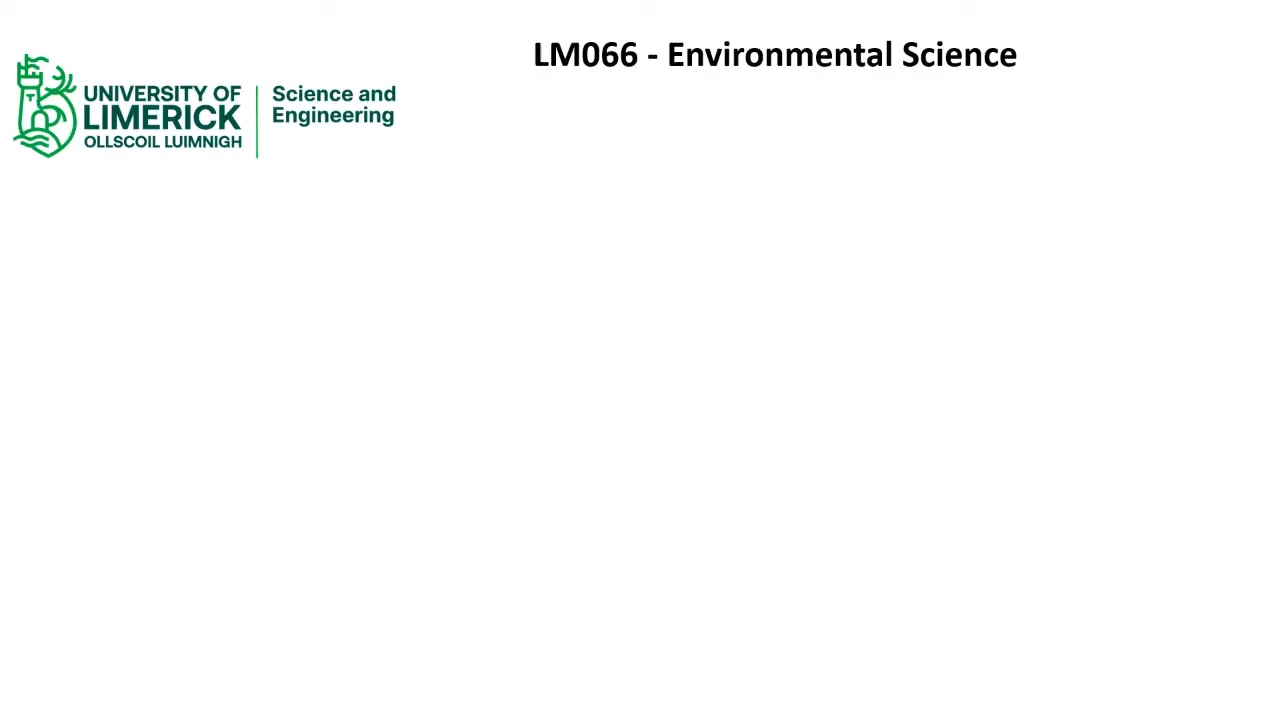 LM066 - Environmental Science
UNIVERSITY OF
LIMERICK
OLLSCOIL LUIMNIGH
Science and
Engineering